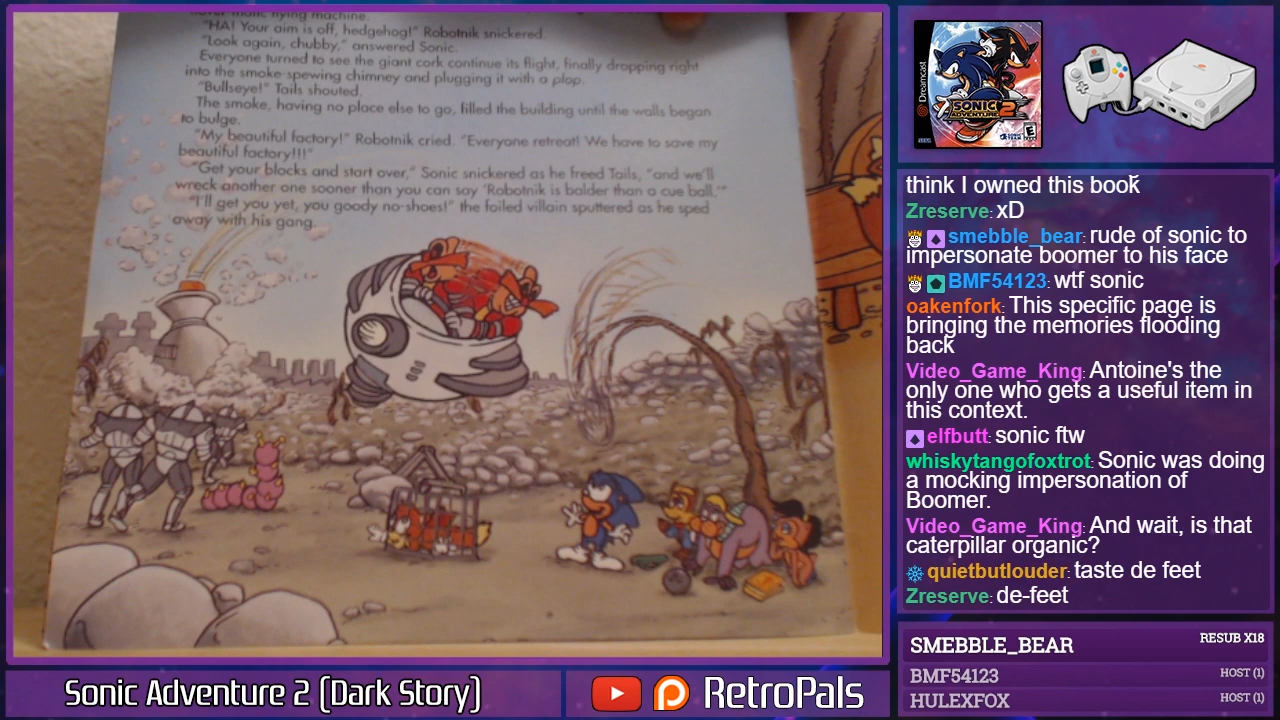 over-manic flying machine.
"HA! Your aim is off, hedgehog!" Robotnik snickered.
"Look again, chubby," answered Sonic.
Everyone turned to see the giant cork continue its flight, finally dropping right
into the smoke-spewing chimney and plugging it with a plop.
"Bullseye!" Tails shouted.
The smoke, having no place else to go, filled the building until the walls began
to bulge.
"My beautiful factory!" Robotnik cried. "Everyone retreat! We have to save my
beautiful factory!!!"
"Get your blocks and start over," Sonic snickered as he freed Tails, "and we'll
wreck another one sooner than you can say 'Robotnik is balder than a cue ball.'"
"I'll get you yet, you goody no-shoes!" the foiled villain sputtered as he sped
away with his gang.
Dreamcast
SONIC
ADVENTURE 2
SEGA
E
think I owned this book
Zreserve: xD
smebble_bear: rude of sonic to
impersonate boomer to his face
BMF54123: wtf sonic
oakenfork: This specific page is
bringing the memories flooding
back
Video_Game_King: Antoine's the
only one who gets a useful item in
this context.
elfbutt: sonic ftw
whiskytangofoxtrot: Sonic was doing
a mocking impersonation of
Boomer.
Video_Game_King: And wait, is that
caterpillar organic?
quietbutlouder: taste de feet
Zreserve: de-feet
SMEBBLE_BEAR RESUB X18
BMF54123 HOST (1)
HULEXFOX HOST (1)
Sonic Adventure 2 (Dark Story)
RetroPals